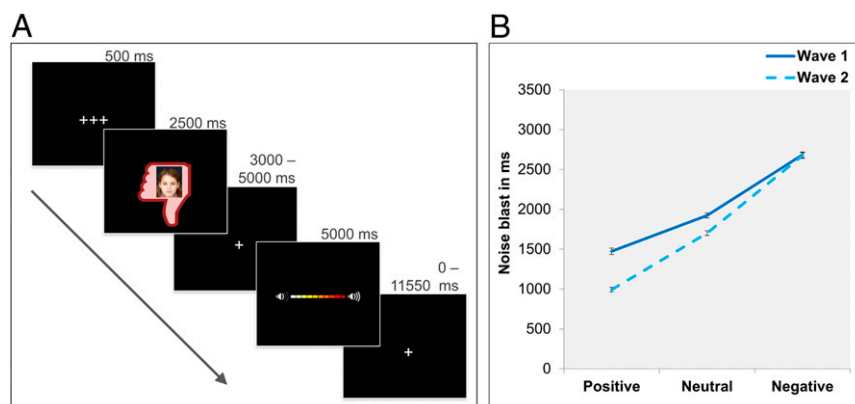 A
500 ms
+++
2500 ms
3000 –
5000 ms
+
5000 ms
0 –
11550 ms
+
B
Wave 1
Wave 2
Noise blast in ms
3500
3000
2500
2000
1500
1000
500
0
Positive Neutral Negative